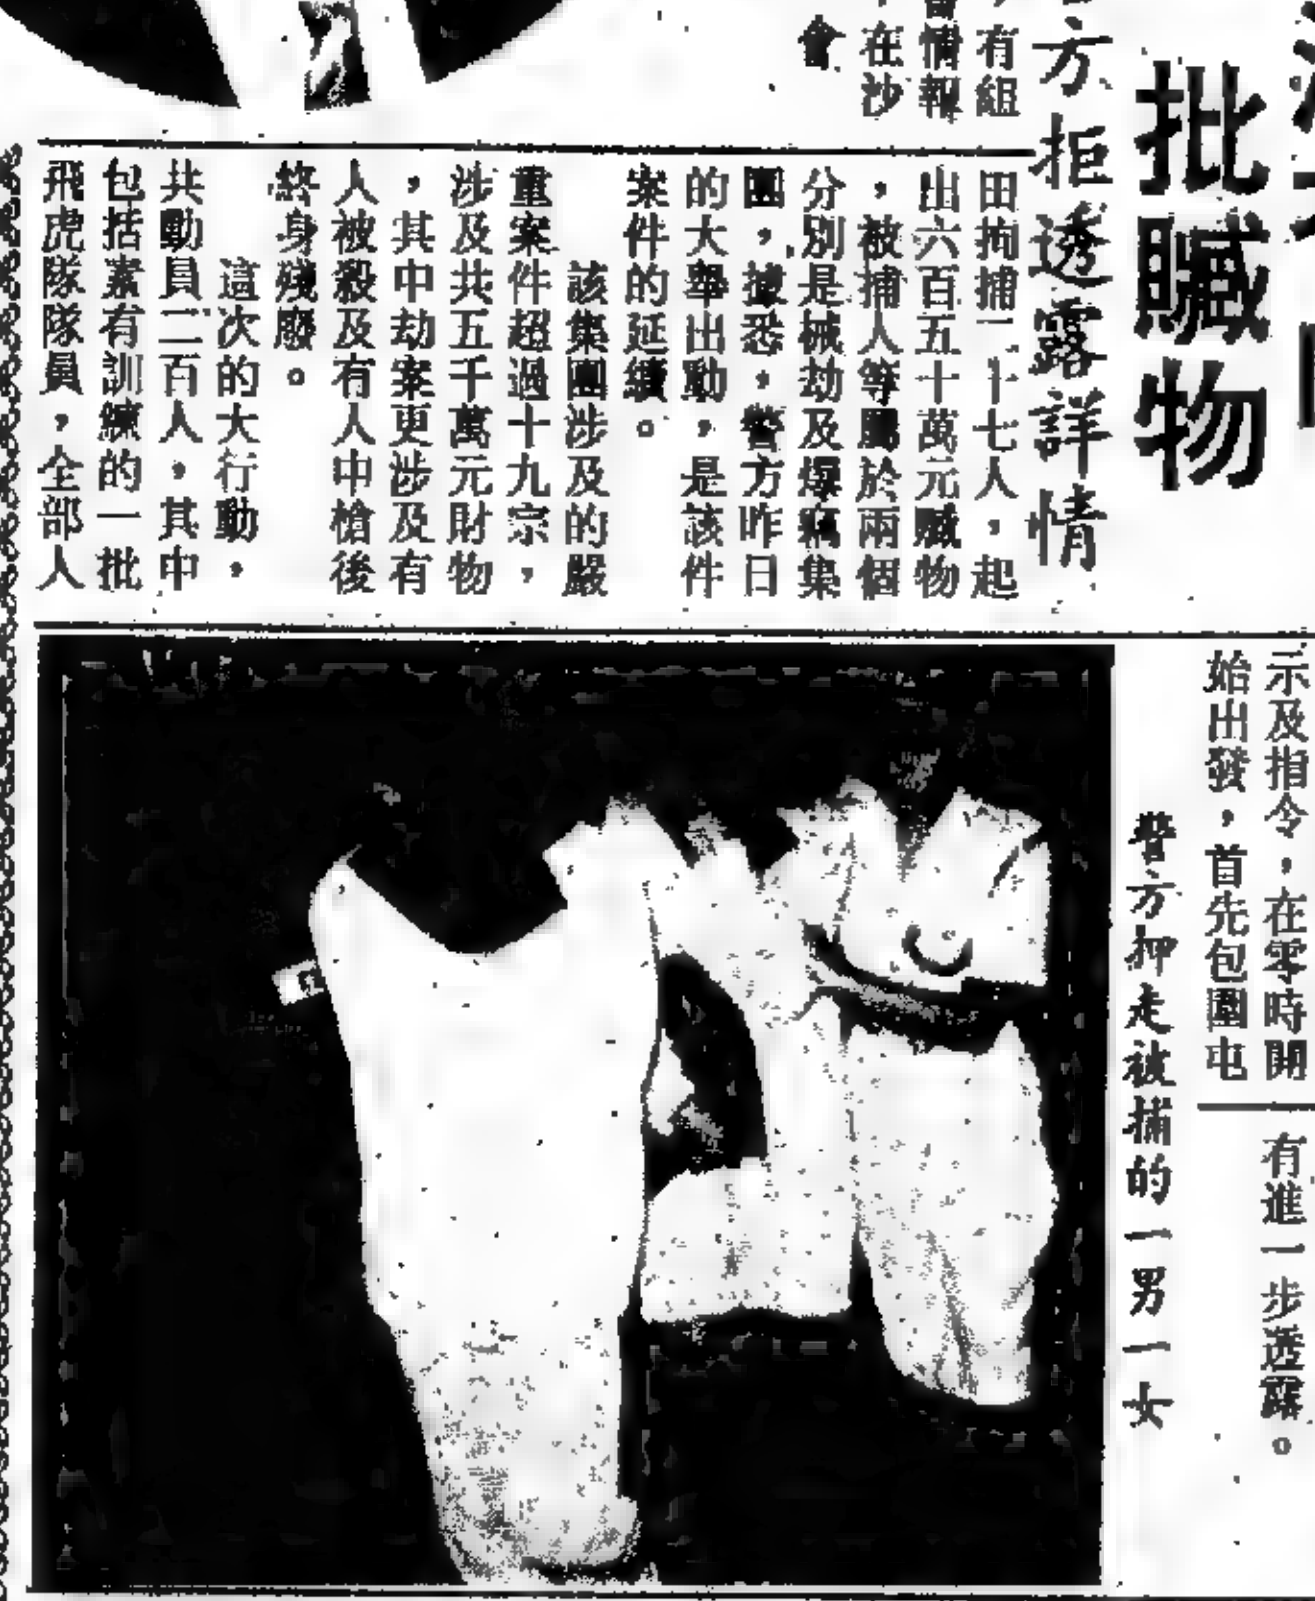 批贓物
方拒透露詳情
有組
情報
，在沙
會
田拘捕二十七人，起
出六百五十萬元贓物
，被捕人等屬於兩個
分別是械劫及爆竊集
團，據悉，警方昨日
的大舉出動，是該件
案件的延續。
該集團涉及的嚴
重案件超過十九宗，
涉及共五千萬元財物
，其中劫案更涉及有
人被殺及有人中槍後
終身殘廢。
這次的大行動，
共動員二百人，其中
包括素有訓練的一批
飛虎隊隊員，全部人
示及指令，在零時開
始出發，首先包圍屯
有進一步透露。
警方押走被捕的一男一女